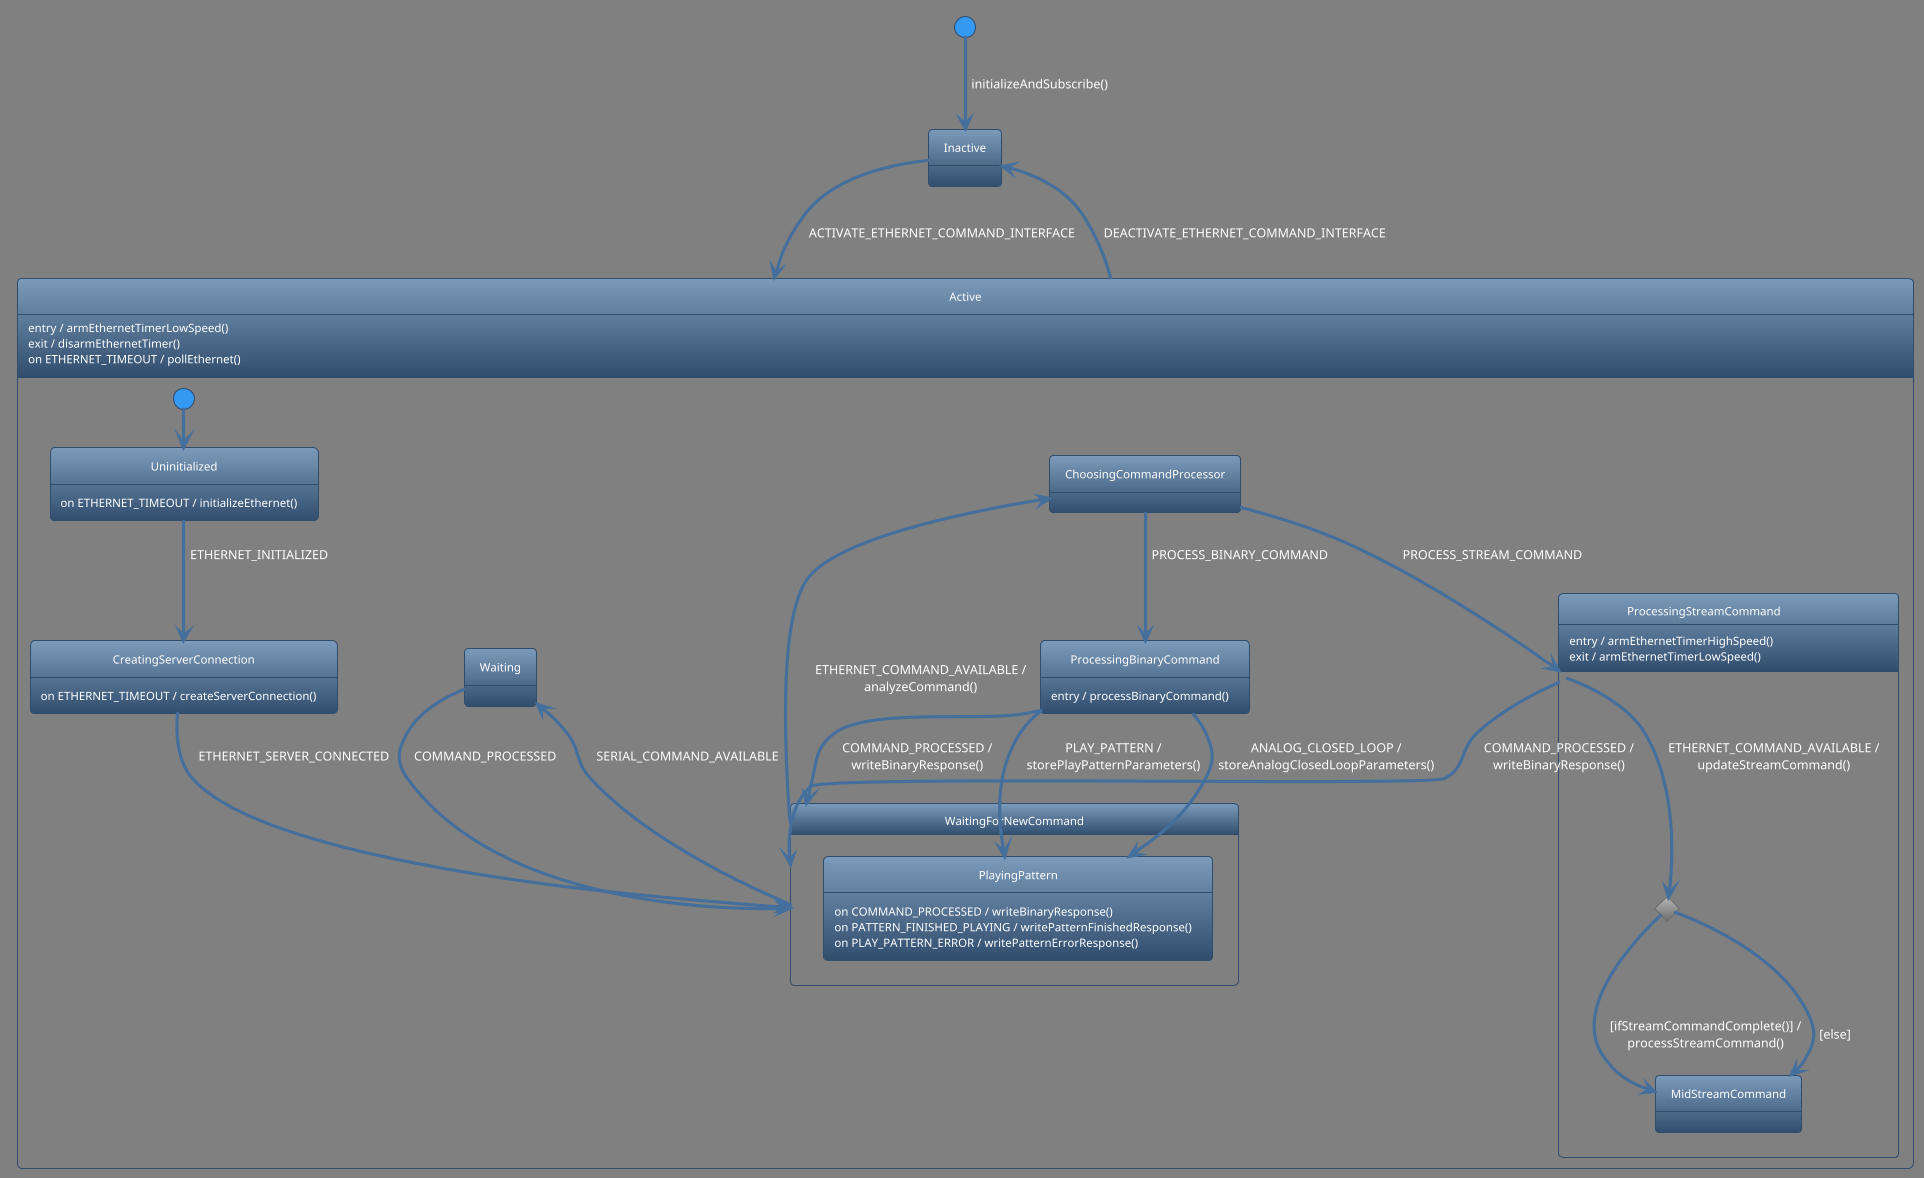 initializeAndSubscribe()
Inactive
ACTIVATE_ETHERNET_COMMAND_INTERFACE
DEACTIVATE_ETHERNET_COMMAND_INTERFACE
Active
entry / armEthernetTimerLowSpeed()
exit / disarmEthernetTimer()
on ETHERNET_TIMEOUT / pollEthernet()
Uninitialized
on ETHERNET_TIMEOUT / initializeEthernet()
ChoosingCommandProcessor
ETHERNET_INITIALIZED
PROCESS_BINARY_COMMAND
PROCESS_STREAM_COMMAND
ProcessingStreamCommand
entry / armEthernetTimerHighSpeed()
exit / armEthernetTimerLowSpeed()
CreatingServerConnection
on ETHERNET_TIMEOUT / createServerConnection()
Waiting
ETHERNET_COMMAND_AVAILABLE /
analyzeCommand()
ProcessingBinaryCommand
entry / processBinaryCommand()
ETHERNET_SERVER_CONNECTED
COMMAND_PROCESSED
SERIAL_COMMAND_AVAILABLE
COMMAND_PROCESSED /
writeBinaryResponse()
PLAY_PATTERN /
storePlayPatternParameters()
ANALOG_CLOSED_LOOP /
storeAnalogClosedLoopParameters()
COMMAND_PROCESSED /
writeBinaryResponse()
ETHERNET_COMMAND_AVAILABLE /
updateStreamCommand()
WaitingForNewCommand
PlayingPattern
on COMMAND_PROCESSED / writeBinaryResponse()
on PATTERN_FINISHED_PLAYING / writePatternFinishedResponse()
on PLAY_PATTERN_ERROR / writePatternErrorResponse()
[ifStreamCommandComplete()] /
processStreamCommand()
[else]
MidStreamCommand